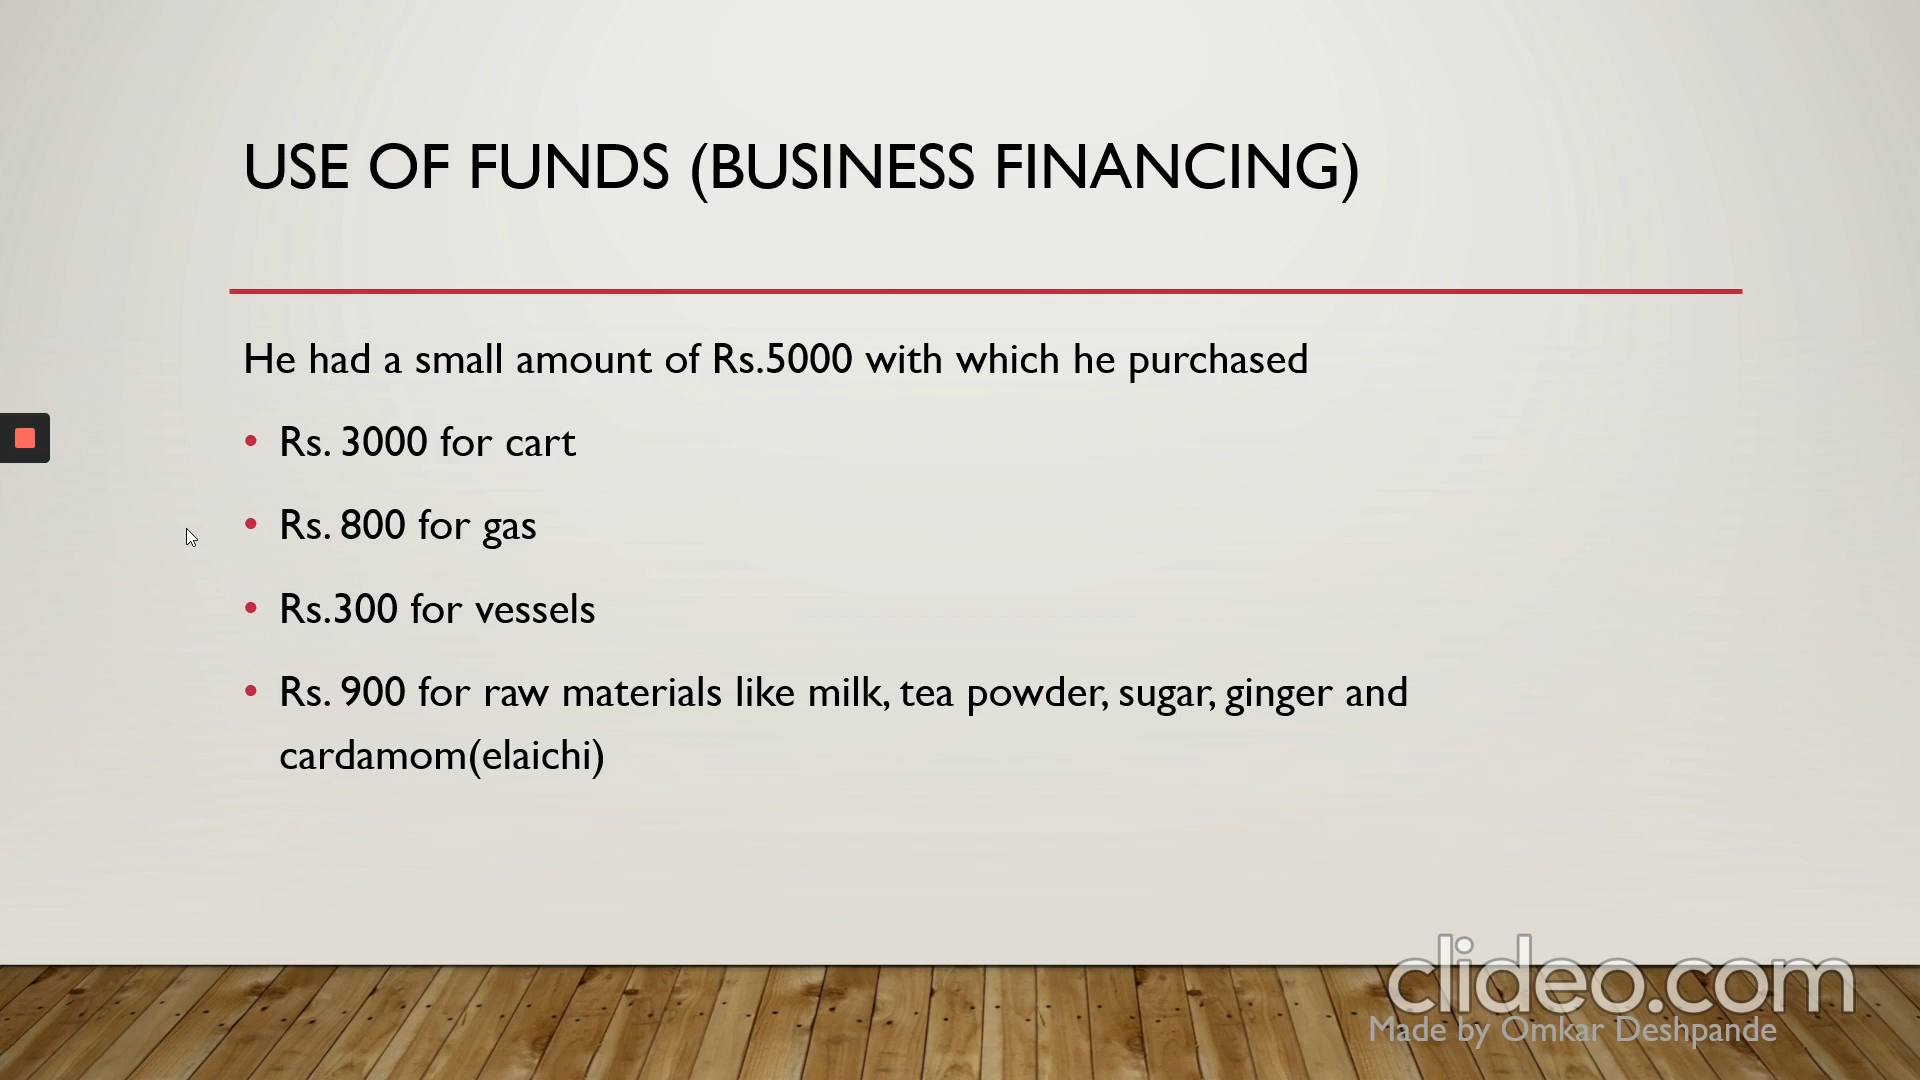 USE OF FUNDS (BUSINESS FINANCING)
He had a small amount of Rs.5000 with which he purchased
• Rs. 3000 for cart
• Rs. 800 for gas
• Rs.300 for vessels
• Rs. 900 for raw materials like milk, tea powder, sugar, ginger and
cardamom(elaichi)
clideo.com
Made by Omkar Deshpande